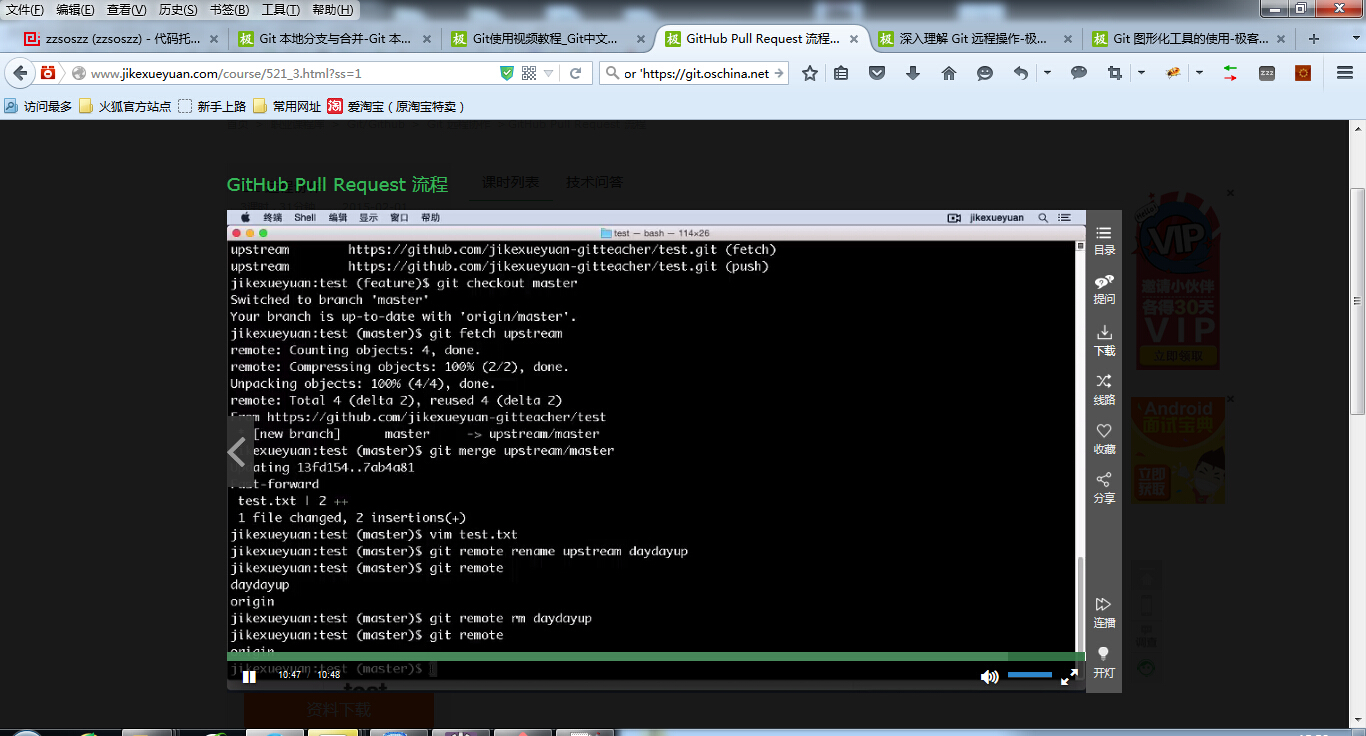 文件(F) 编辑(E) 查看(V) 历史(S) 书签(B) 工具(T) 帮助(H)
zzsoszz (zzsoszz) - 代码托... Git 本地分支与合并-Git 本... Git使用视频教程_Git中文... GitHub Pull Request 流程... 深入理解 Git 远程操作-极... Git 图形化工具的使用-极客...
www.jikexueyuan.com/course/521_3.html?ss=1 or 'https://git.oschina.net
访问最多 火狐官方站点 新手上路 常用网址 淘 爱淘宝（原淘宝特卖）
GitHub Pull Request 流程 课时列表 技术问答
终端 Shell 编辑 显示 窗口 帮助 jikexueyuan
test — bash — 114×26
upstream https://github.com/jikexueyuan-gitteacher/test.git (fetch)
upstream https://github.com/jikexueyuan-gitteacher/test.git (push)
jikexueyuan:test (feature)$ git checkout master
Switched to branch 'master'
Your branch is up-to-date with 'origin/master'.
jikexueyuan:test (master)$ git fetch upstream
remote: Counting objects: 4, done.
remote: Compressing objects: 100% (2/2), done.
Unpacking objects: 100% (4/4), done.
remote: Total 4 (delta 2), reused 4 (delta 2)
From https://github.com/jikexueyuan-gitteacher/test
[new branch] master -> upstream/master
jikexueyuan:test (master)$ git merge upstream/master
Updating 13fd154..7ab4a81
Fast-forward
test.txt | 2 ++
1 file changed, 2 insertions(+)
jikexueyuan:test (master)$ vim test.txt
jikexueyuan:test (master)$ git remote rename upstream daydayup
jikexueyuan:test (master)$ git remote
daydayup
origin
jikexueyuan:test (master)$ git remote rm daydayup
jikexueyuan:test (master)$ git remote
origin
jikexueyuan:test (master)$
10:47 / 10:48
目录
提问
下载
线路
收藏
分享
连播
开灯
VIP
邀请小伙伴
各得30天
VIP
立即领取
Android
面试宝典
立即
获取
资料下载